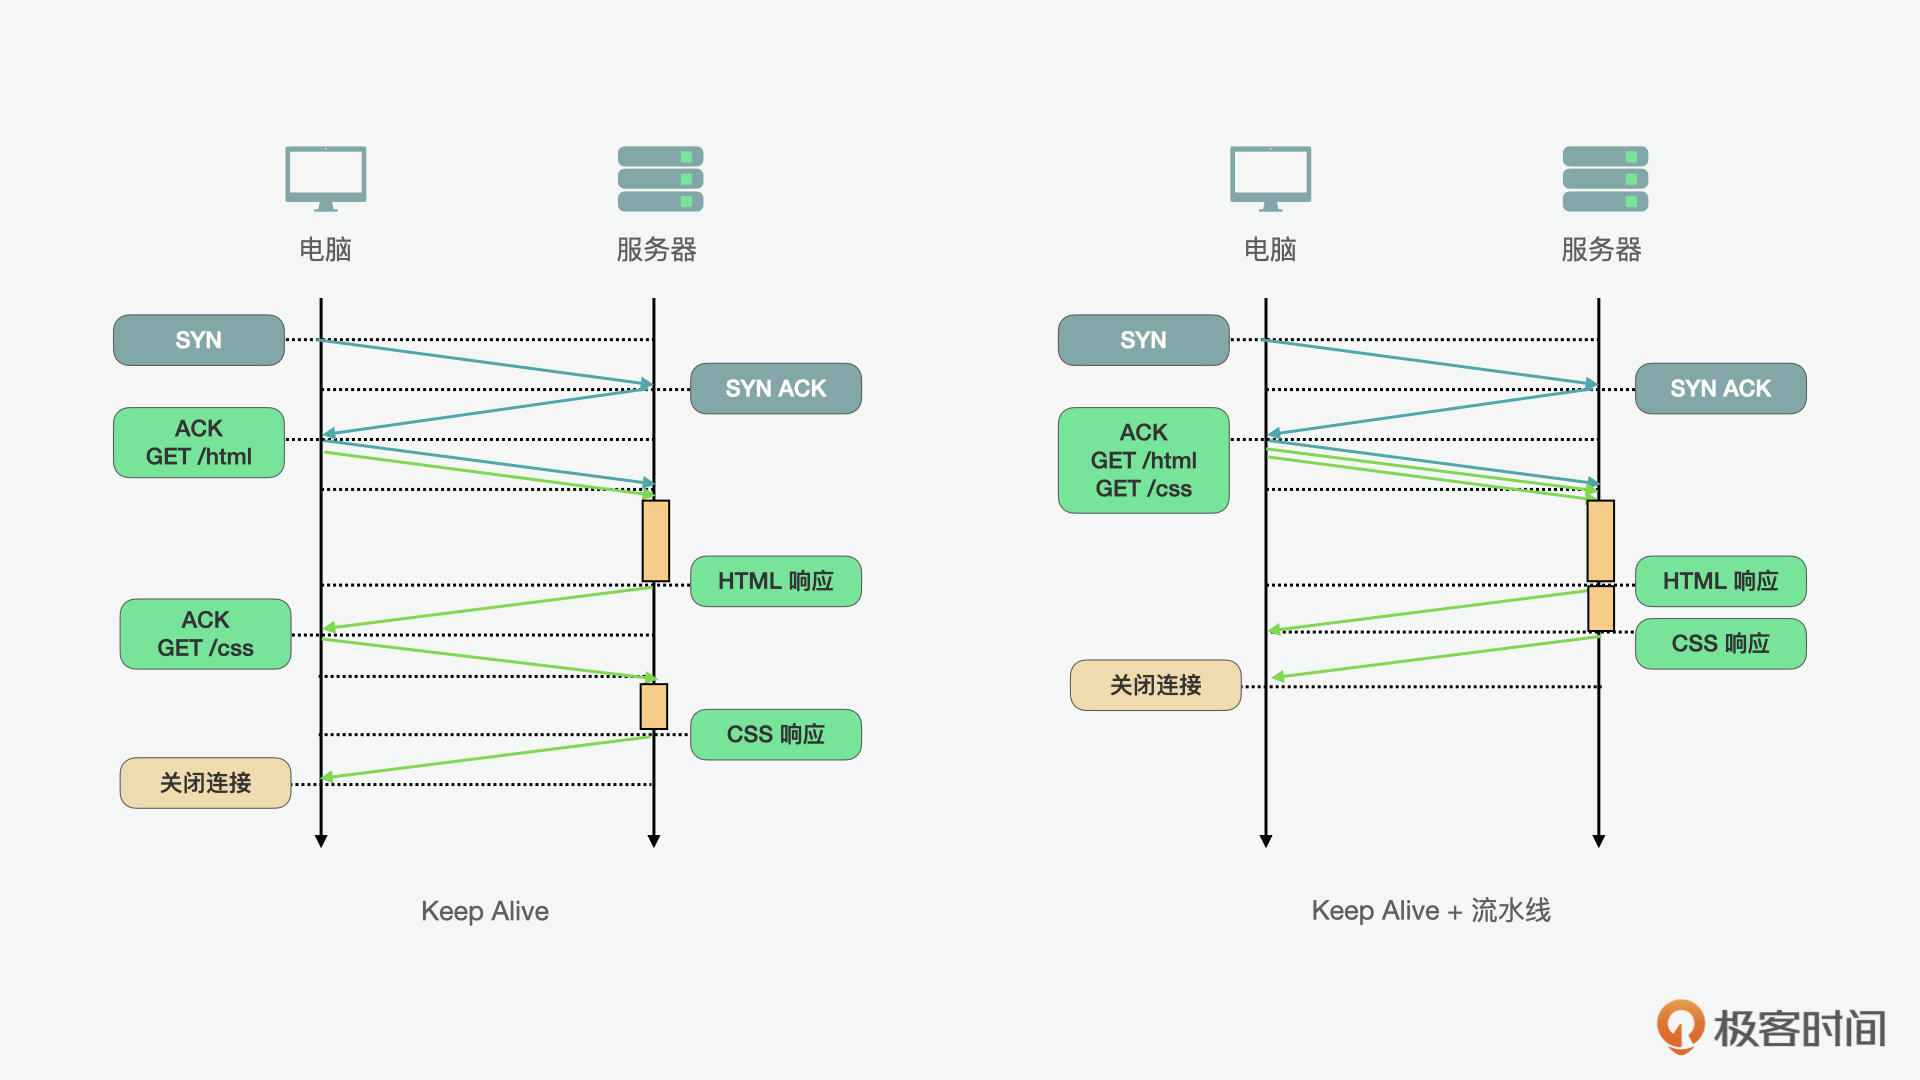 电脑
服务器
SYN
SYN ACK
ACK
GET /html
HTML 响应
ACK
GET /css
CSS 响应
关闭连接
Keep Alive
电脑
服务器
SYN
SYN ACK
ACK
GET /html
GET /css
HTML 响应
CSS 响应
关闭连接
Keep Alive + 流水线
极客时间